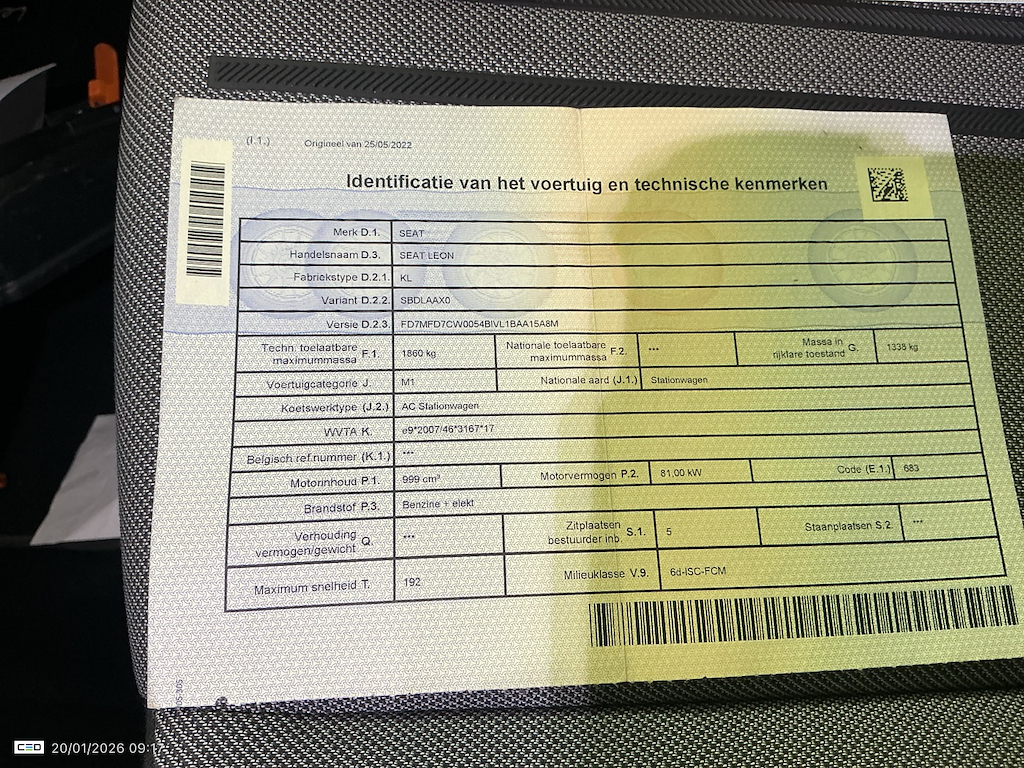 (I.1.) Origineel van 25/05/2022
Identificatie van het voertuig en technische kenmerken
Merk D.1. SEAT
Handelsnaam D.3. SEAT LEON
Fabriekstype D.2.1. KL
Variant D.2.2. SBDLAAX0
Versie D.2.3. FD7MFD7CW0054BIVL1BAA15A8M
Techn. toelaatbare maximummassa F.1. 1860 kg Nationale toelaatbare maximummassa F.2. *** Massa in rijklare toestand G. 1338 kg
Voertuigcategorie J. M1 Nationale aard (J.1.) Stationwagen
Koetswerktype (J.2.) AC Stationwagen
WVTA K. e9*2007/46*3167*17
Belgisch ref.nummer (K.1.) ***
Motorinhoud P.1. 999 cm³ Motorvermogen P.2. 81,00 kW Code (E.1.) 683
Brandstof P.3. Benzine + elekt
Verhouding vermogen/gewicht Q. *** Zitplaatsen bestuurder inb. S.1. 5 Staanplaatsen S.2. ***
Maximum snelheid T. 192 Milieuklasse V.9. 6d-ISC-FCM
CEO 20/01/2026